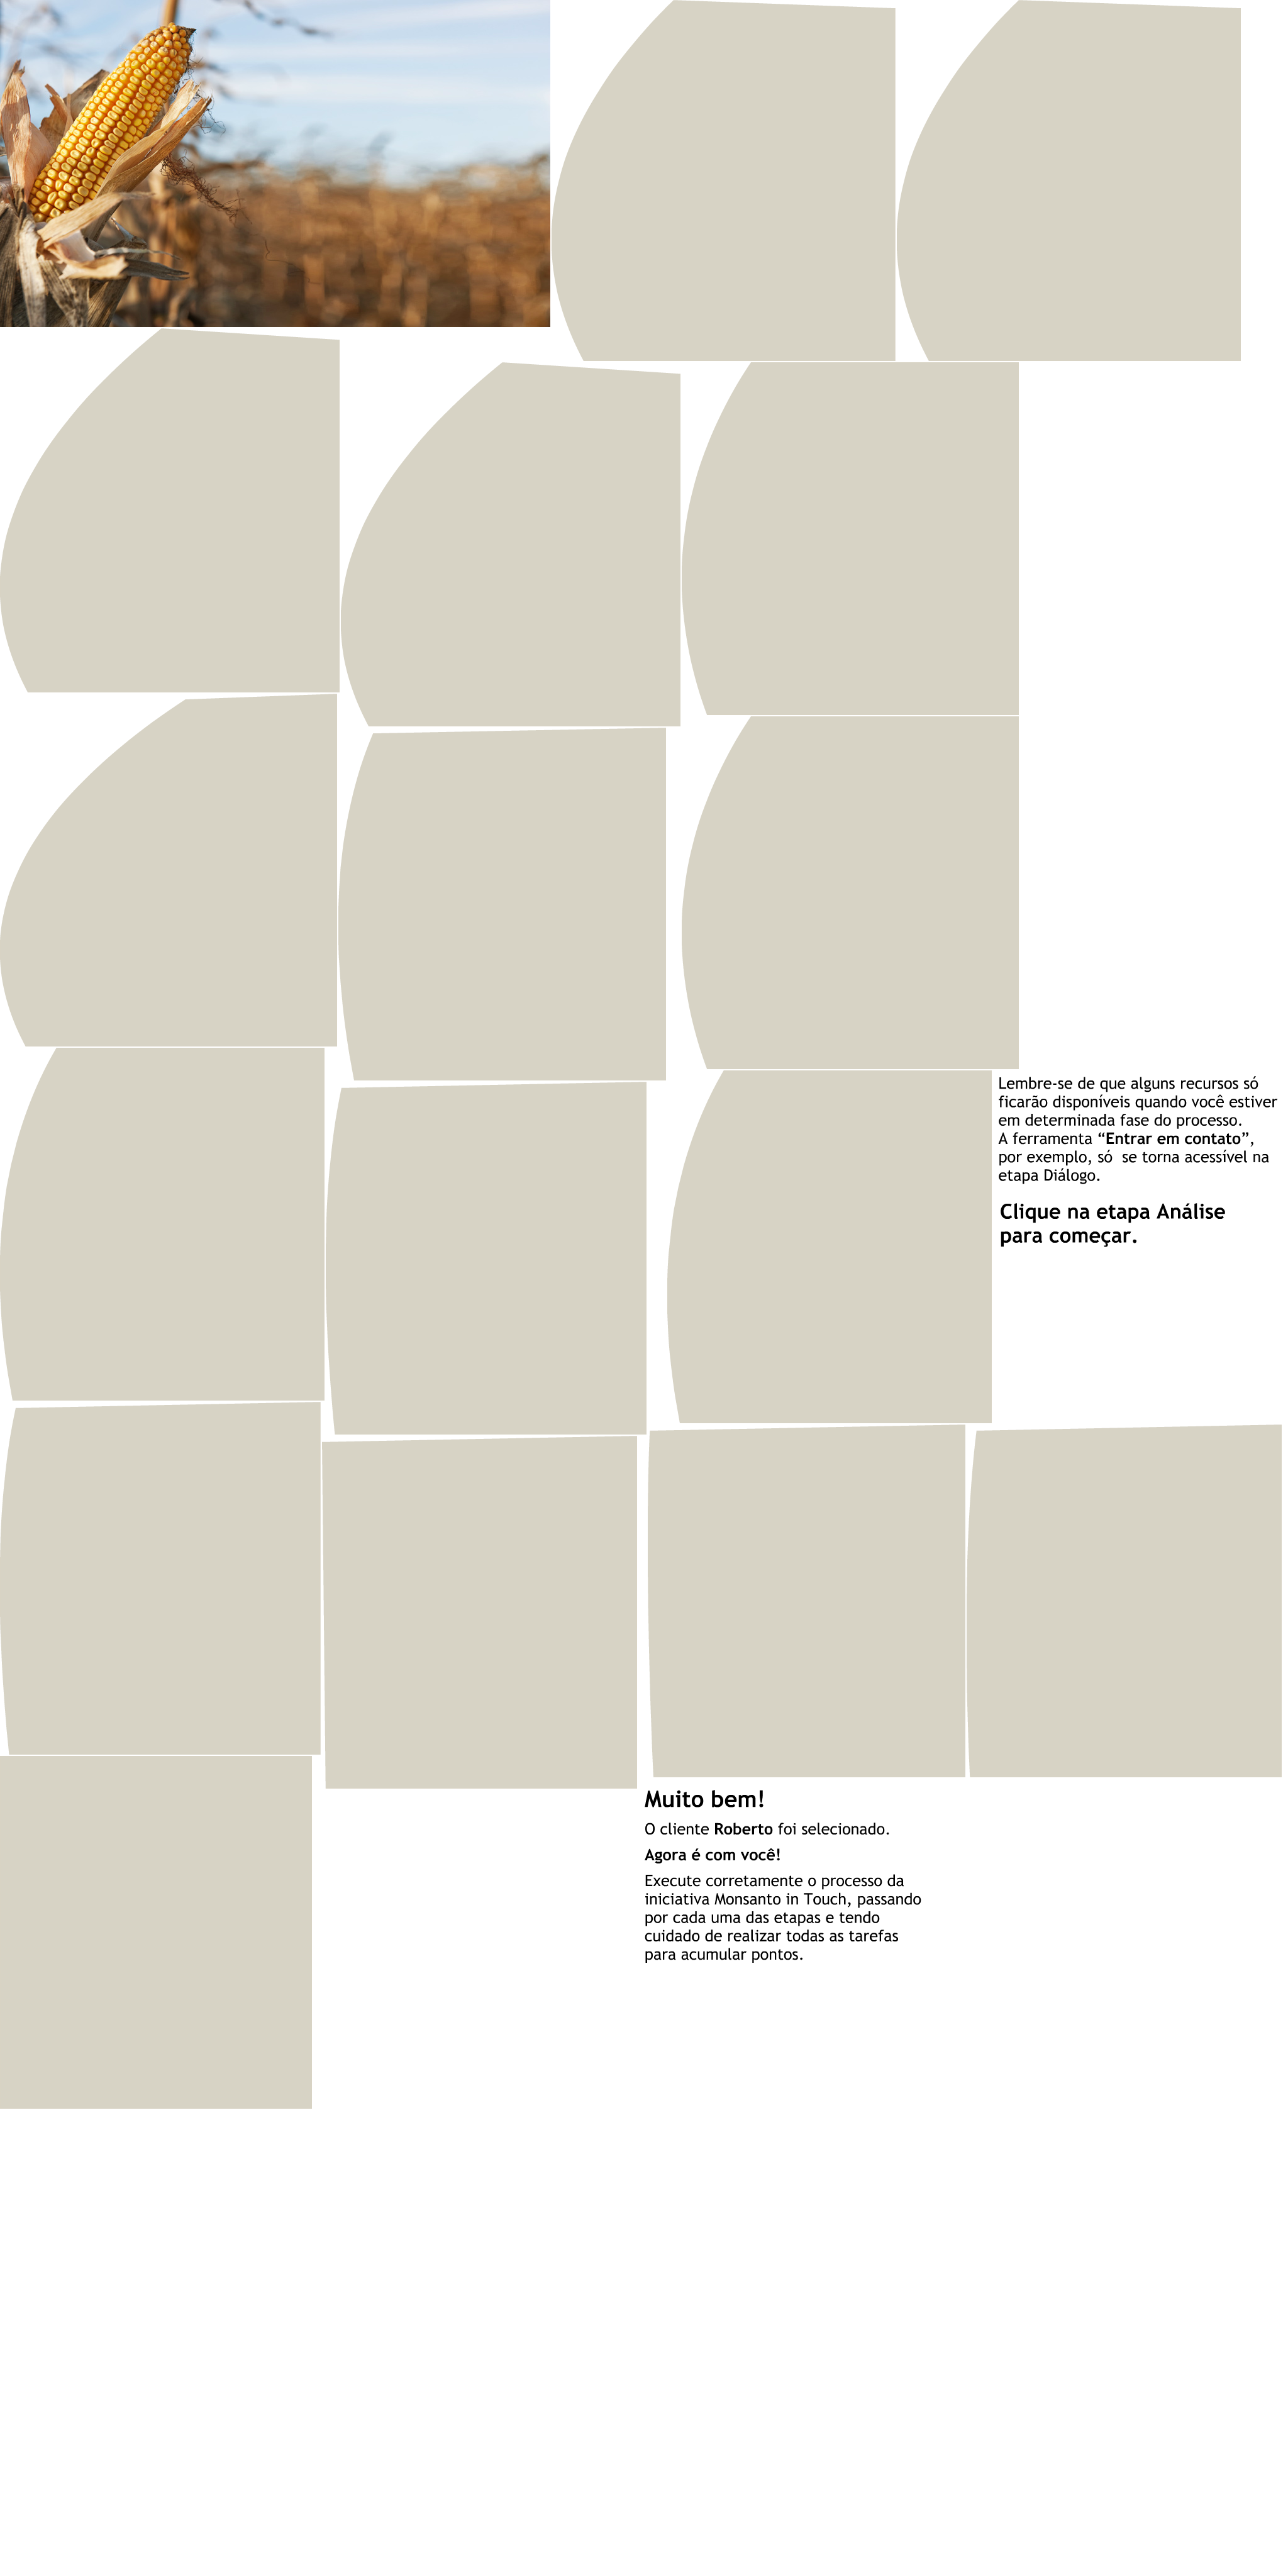 Lembre-se de que alguns recursos só
ficarão disponíveis quando você estiver
em determinada fase do processo.
A ferramenta “Entrar em contato”,
por exemplo, só  se torna acessível na
etapa Diálogo.
Clique na etapa Análise
para começar.
Muito bem!
O cliente Roberto foi selecionado.
Agora é com você!
Execute corretamente o processo da
iniciativa Monsanto in Touch, passando
por cada uma das etapas e tendo
cuidado de realizar todas as tarefas
para acumular pontos.